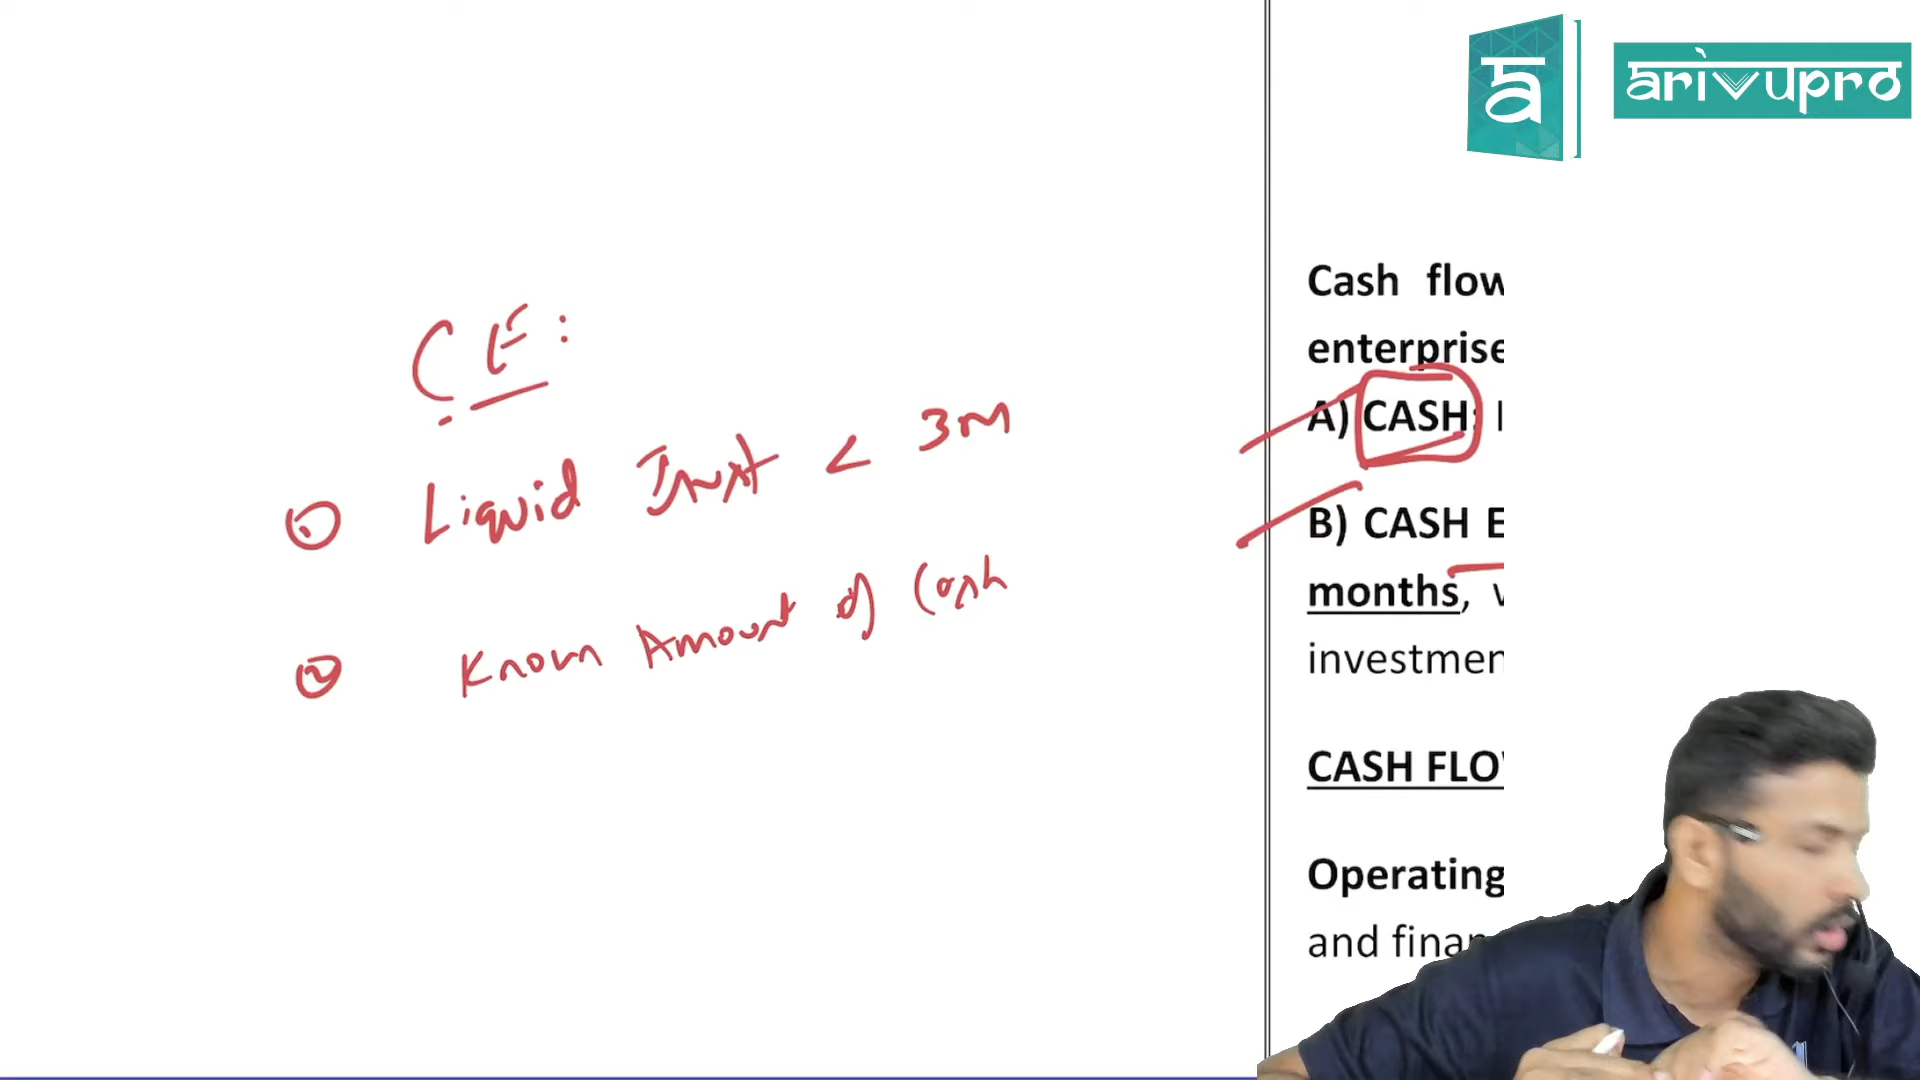 arivupro
CE:
① Liquid Invst < 3M
② Known Amount of Cash
Cash flow
enterprise
A) CASH:
B) CASH E
months,
investmen
CASH FLO
Operating
and finan